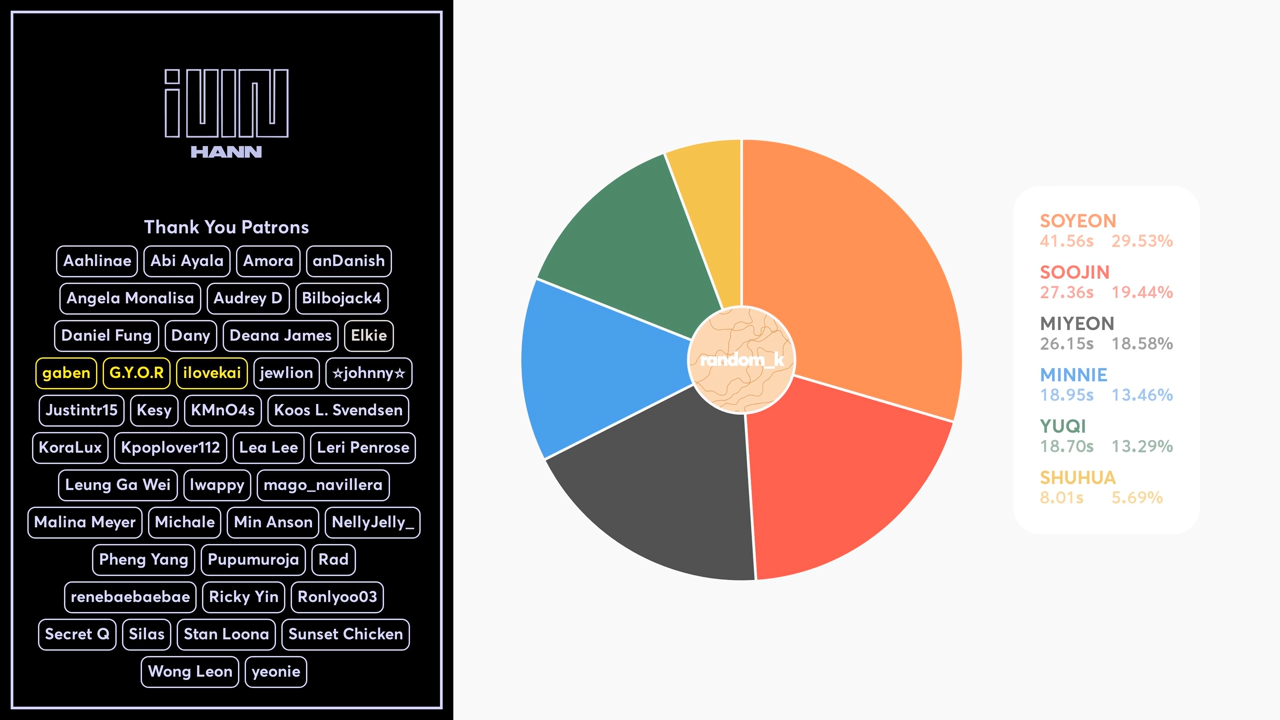 HANN
Thank You Patrons
Aahlinae Abi Ayala Amora anDanish
Angela Monalisa Audrey D Bilbojack4
Daniel Fung Dany Deana James Elkie
gaben G.Y.O.R ilovekai jewlion ☆johnny☆
Justintr15 Kesy KMnO4s Koos L. Svendsen
KoraLux Kpoplover112 Lea Lee Leri Penrose
Leung Ga Wei lwappy mago_navillera
Malina Meyer Michale Min Anson NellyJelly_
Pheng Yang Pupumuroja Rad
renebaebaebae Ricky Yin Ronlyoo03
Secret Q Silas Stan Loona Sunset Chicken
Wong Leon yeonie
random_k
SOYEON
41.56s 29.53%
SOOJIN
27.36s 19.44%
MIYEON
26.15s 18.58%
MINNIE
18.95s 13.46%
YUQI
18.70s 13.29%
SHUHUA
8.01s 5.69%